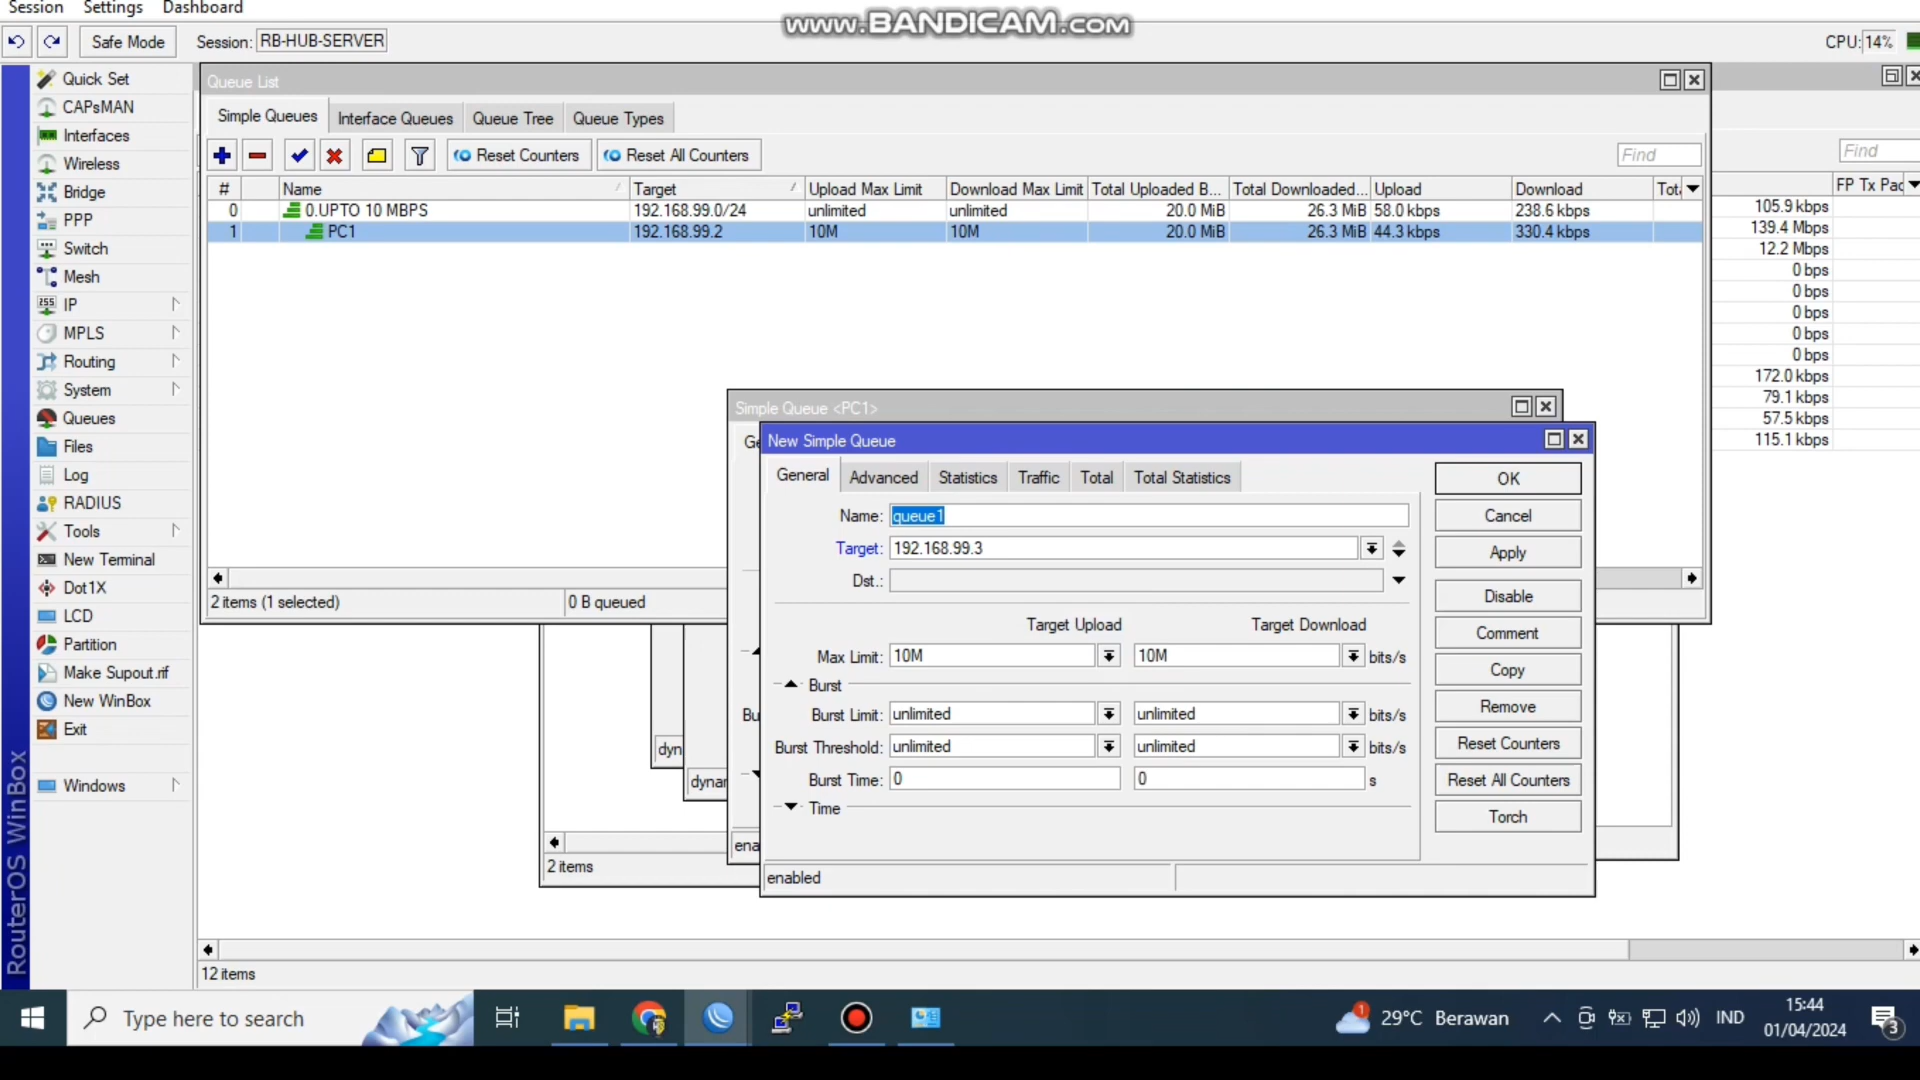 Session Settings Dashboard
www.BANDICAM.com
Safe Mode Session: RB-HUB-SERVER CPU: 14%
Quick Set
CAPsMAN
Interfaces
Wireless
Bridge
PPP
Switch
Mesh
IP
MPLS
Routing
System
Queues
Files
Log
RADIUS
Tools
New Terminal
Dot1X
LCD
Partition
Make Supout.rif
New WinBox
Exit
Windows
RouterOS WinBox
Queue List
Simple Queues Interface Queues Queue Tree Queue Types
Reset Counters Reset All Counters Find
# Name Target Upload Max Limit Download Max Limit Total Uploaded B... Total Downloaded... Upload Download
0 0.UPTO 10 MBPS 192.168.99.0/24 unlimited unlimited 20.0 MiB 26.3 MiB 58.0 kbps 238.6 kbps
1 PC1 192.168.99.2 10M 10M 20.0 MiB 26.3 MiB 44.3 kbps 330.4 kbps
2 items (1 selected) 0 B queued
Find
FP Tx Pac
105.9 kbps
139.4 Mbps
12.2 Mbps
0 bps
0 bps
0 bps
0 bps
0 bps
172.0 kbps
79.1 kbps
57.5 kbps
115.1 kbps
Simple Queue <PC1>
New Simple Queue
General Advanced Statistics Traffic Total Total Statistics
Name: queue1
Target: 192.168.99.3
Dst.:
Target Upload Target Download
Max Limit: 10M 10M bits/s
Burst
Burst Limit: unlimited unlimited bits/s
Burst Threshold: unlimited unlimited bits/s
Burst Time: 0 0 s
Time
enabled
OK
Cancel
Apply
Disable
Comment
Copy
Remove
Reset Counters
Reset All Counters
Torch
2 items
12 items
Type here to search 29°C Berawan IND 15:44
01/04/2024
3